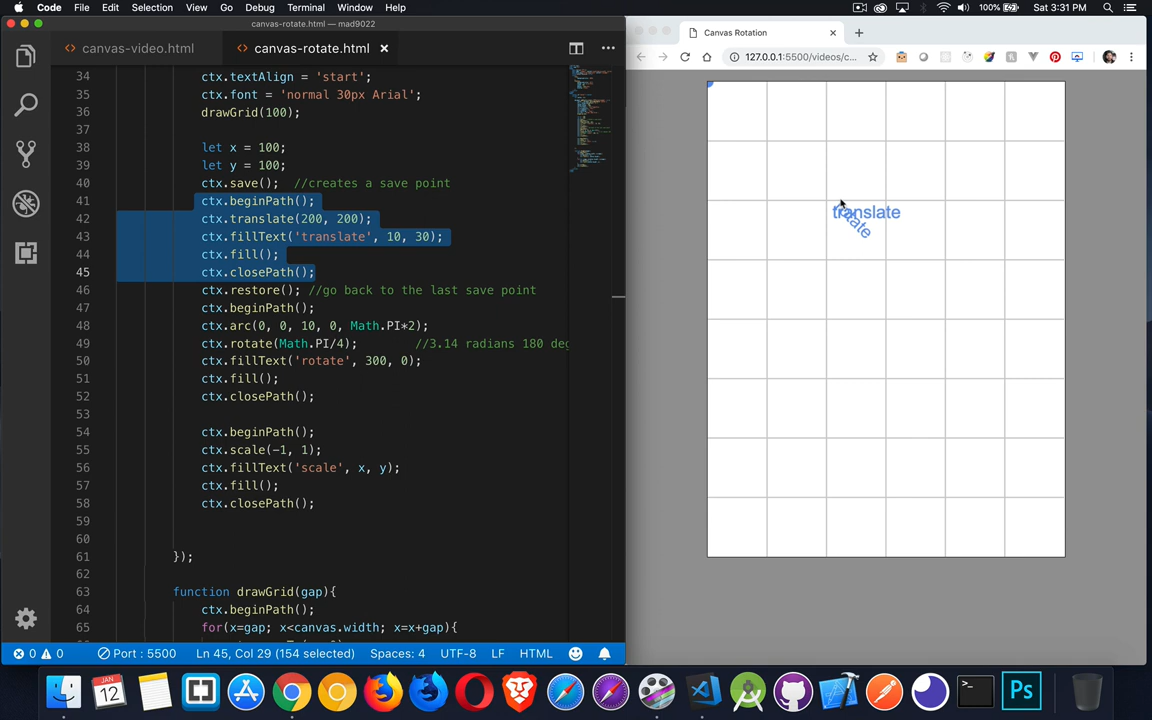 Code File Edit Selection View Go Debug Terminal Window Help 100% Sat 3:31 PM
canvas-rotate.html — mad9022
canvas-video.html canvas-rotate.html
34 ctx.textAlign = 'start';
35 ctx.font = 'normal 30px Arial';
36 drawGrid(100);
37
38 let x = 100;
39 let y = 100;
40 ctx.save(); //creates a save point
41 ctx.beginPath();
42 ctx.translate(200, 200);
43 ctx.fillText('translate', 10, 30);
44 ctx.fill();
45 ctx.closePath();
46 ctx.restore(); //go back to the last save point
47 ctx.beginPath();
48 ctx.arc(0, 0, 10, 0, Math.PI*2);
49 ctx.rotate(Math.PI/4); //3.14 radians 180 deg
50 ctx.fillText('rotate', 300, 0);
51 ctx.fill();
52 ctx.closePath();
53
54 ctx.beginPath();
55 ctx.scale(-1, 1);
56 ctx.fillText('scale', x, y);
57 ctx.fill();
58 ctx.closePath();
59
60
61 });
62
63 function drawGrid(gap){
64 ctx.beginPath();
65 for(x=gap; x<canvas.width; x=x+gap){
0 0 Port : 5500 Ln 45, Col 29 (154 selected) Spaces: 4 UTF-8 LF HTML
Canvas Rotation
127.0.0.1:5500/videos/c...
translate
rotate
JAN
12
>_
Ps